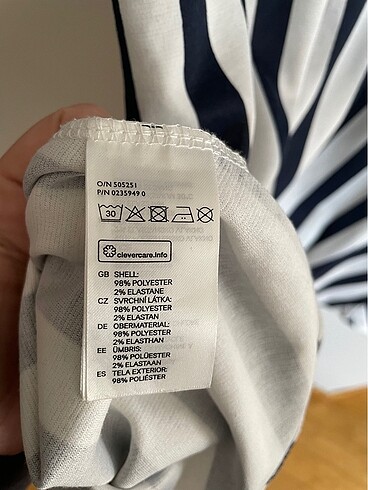 O/N 505251
P/N 0235949 0
30
clevercare.info
GB SHELL:
98% POLYESTER
2% ELASTANE
CZ SVRCHNÍ LÁTKA:
98% POLYESTER
2% ELASTAN
DE OBERMATERIAL:
98% POLYESTER
2% ELASTHAN
EE ÜMBRIS:
98% POLÜESTER
2% ELASTAAN
ES TELA EXTERIOR:
98% POLIÉSTER